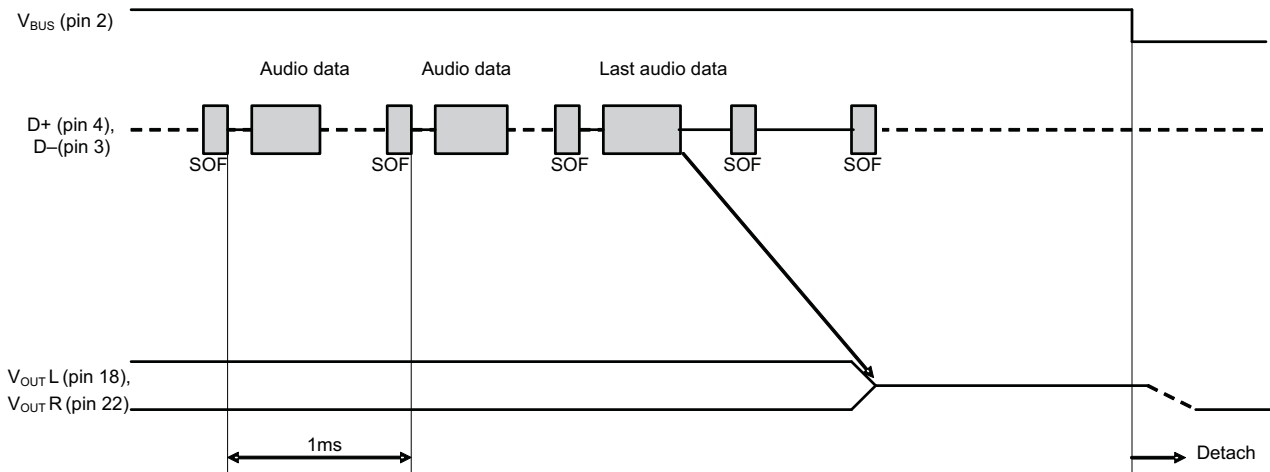 VBUS (pin 2)
Audio data
Audio data
Last audio data
D+ (pin 4),
D–(pin 3)
SOF
SOF
SOF
SOF
SOF
VOUT L (pin 18),
VOUT R (pin 22)
1ms
Detach